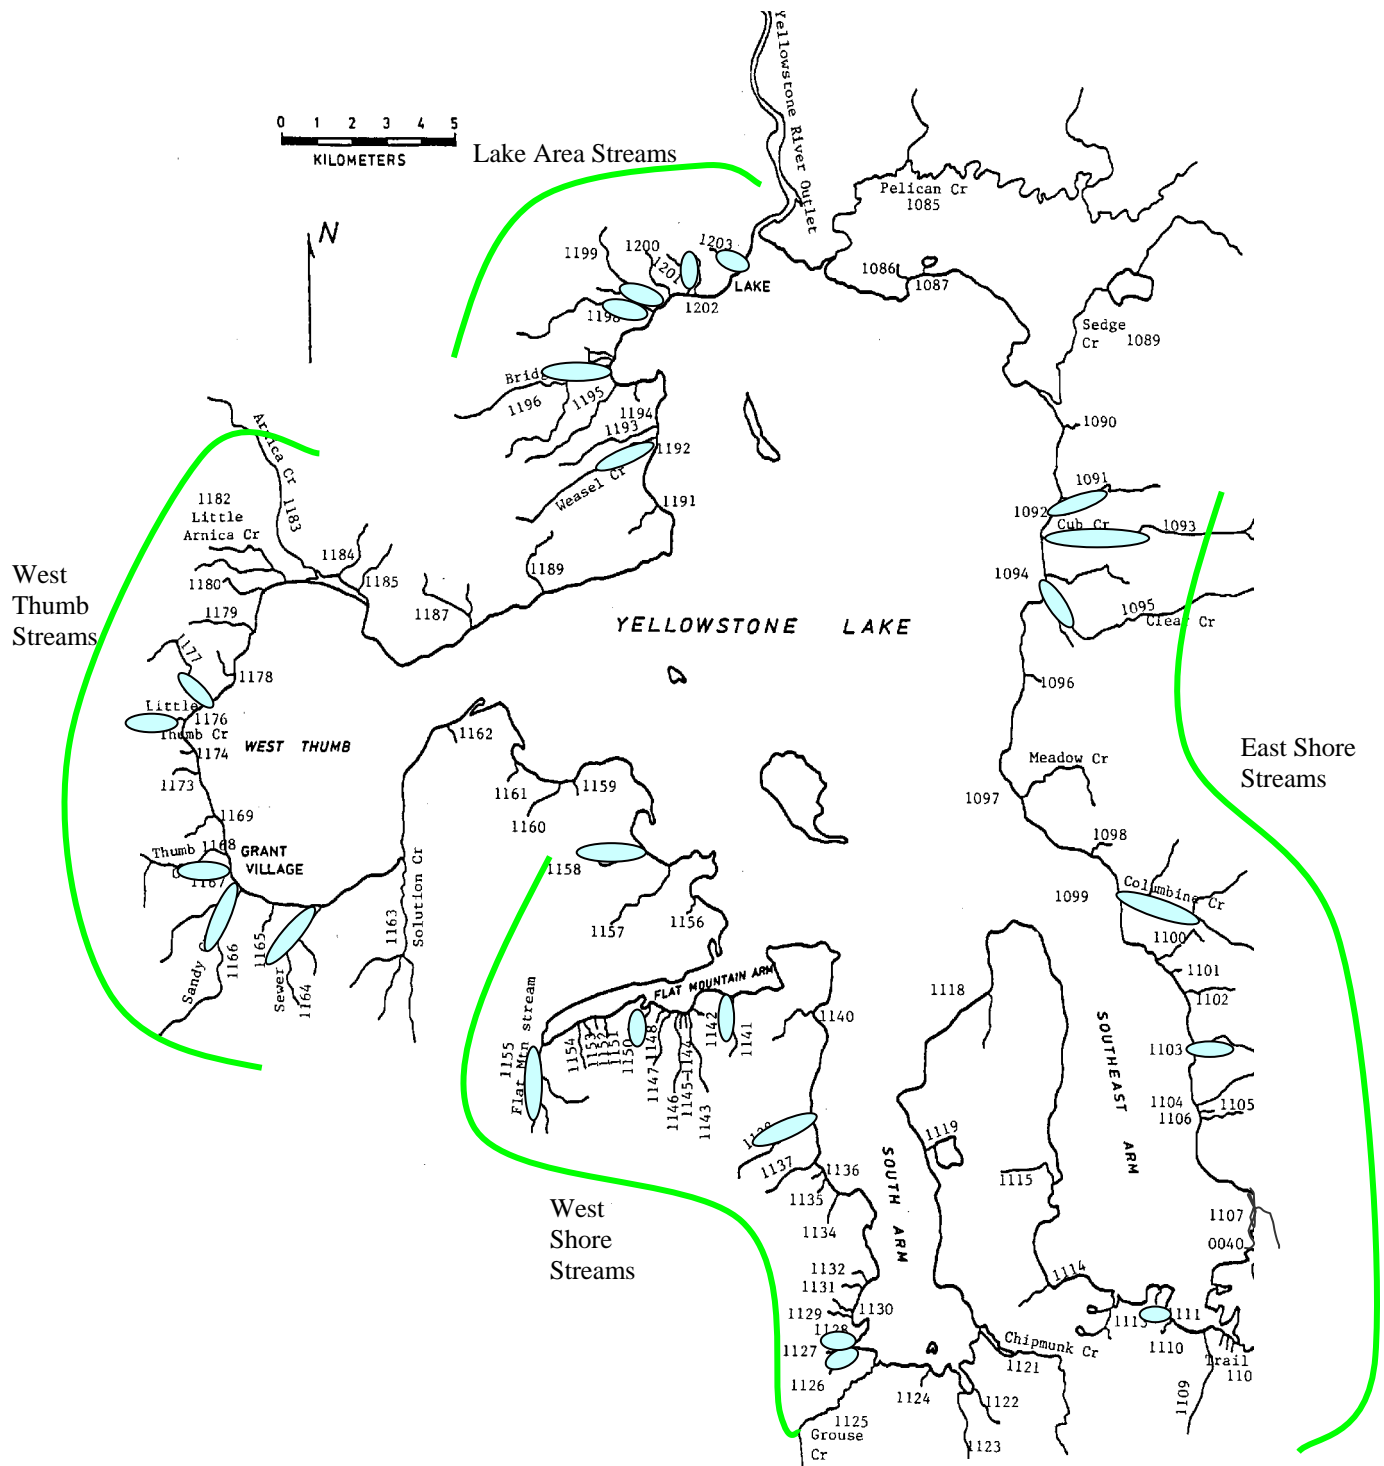 Yellowstone River Outlet
0 1 2 3 4 5
KILOMETERS
Lake Area Streams
N
Pelican Cr
1085
1203
1200
1199
1201
LAKE
1202
1198
1086
1087
Sedge
Cr 1089
1196
1195
1194
1193
1192
Weasel Cr
1191
1090
1091
1092
Cub Cr
1093
1094
1095
Clear Cr
1096
Arnica Cr
1183
1182
Little
Arnica Cr
1184
1185
1180
1179
1187
1189
West
Thumb
Streams
1177
1178
Little
1176
Thumb Cr
1174
1173
WEST THUMB
YELLOWSTONE LAKE
1162
1161
1159
1160
Meadow Cr
1097
1098
East Shore
Streams
1169
Thumb 1168
GRANT
VILLAGE
1167
1158
1157
1156
Columbine Cr
1099
1100
1101
1102
1103
1104
1105
1106
Solution Cr
1163
1165
1166
Sandy
Sewer
1164
FLAT MOUNTAIN ARM
Flat Mtn stream
1155
1154
1153
1152
1151
1150
1148
1147
1146
1145
1144
1143
1142
1141
1140
1118
1119
SOUTHEAST ARM
SOUTH ARM
1137
1136
1135
1134
1115
1107
0040
West
Shore
Streams
1132
1131
1130
1129
1128
1127
1126
1125
Grouse
Cr
1124
1123
1122
1121
Chipmunk Cr
1114
1113
111
1110
1109
Trail
110